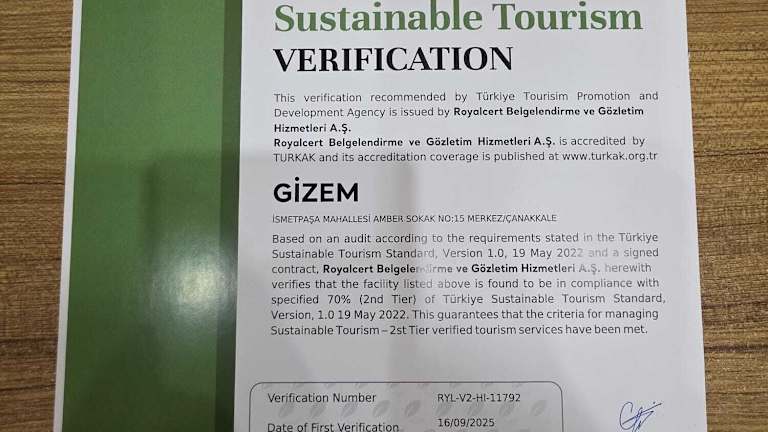 Sustainable Tourism
VERIFICATION
This verification recommended by Türkiye Tourisim Promotion and
Development Agency is issued by Royalcert Belgelendirme ve Gözletim
Hizmetleri A.Ş.
Royalcert Belgelendirme ve Gözletim Hizmetleri A.Ş. is accredited by
TURKAK and its accreditation coverage is published at www.turkak.org.tr
GİZEM
İSMETPAŞA MAHALLESİ AMBER SOKAK NO:15 MERKEZ/ÇANAKKALE
Based on an audit according to the requirements stated in the Türkiye
Sustainable Tourism Standard, Version 1.0, 19 May 2022 and a signed
contract, Royalcert Belgelendirme ve Gözletim Hizmetleri A.Ş. herewith
verifies that the facility listed above is found to be in compliance with
specified 70% (2nd Tier) of Türkiye Sustainable Tourism Standard,
Version, 1.0 19 May 2022. This guarantees that the criteria for managing
Sustainable Tourism – 2st Tier verified tourism services have been met.
Verification Number RYL-V2-HI-11792
Date of First Verification 16/09/2025